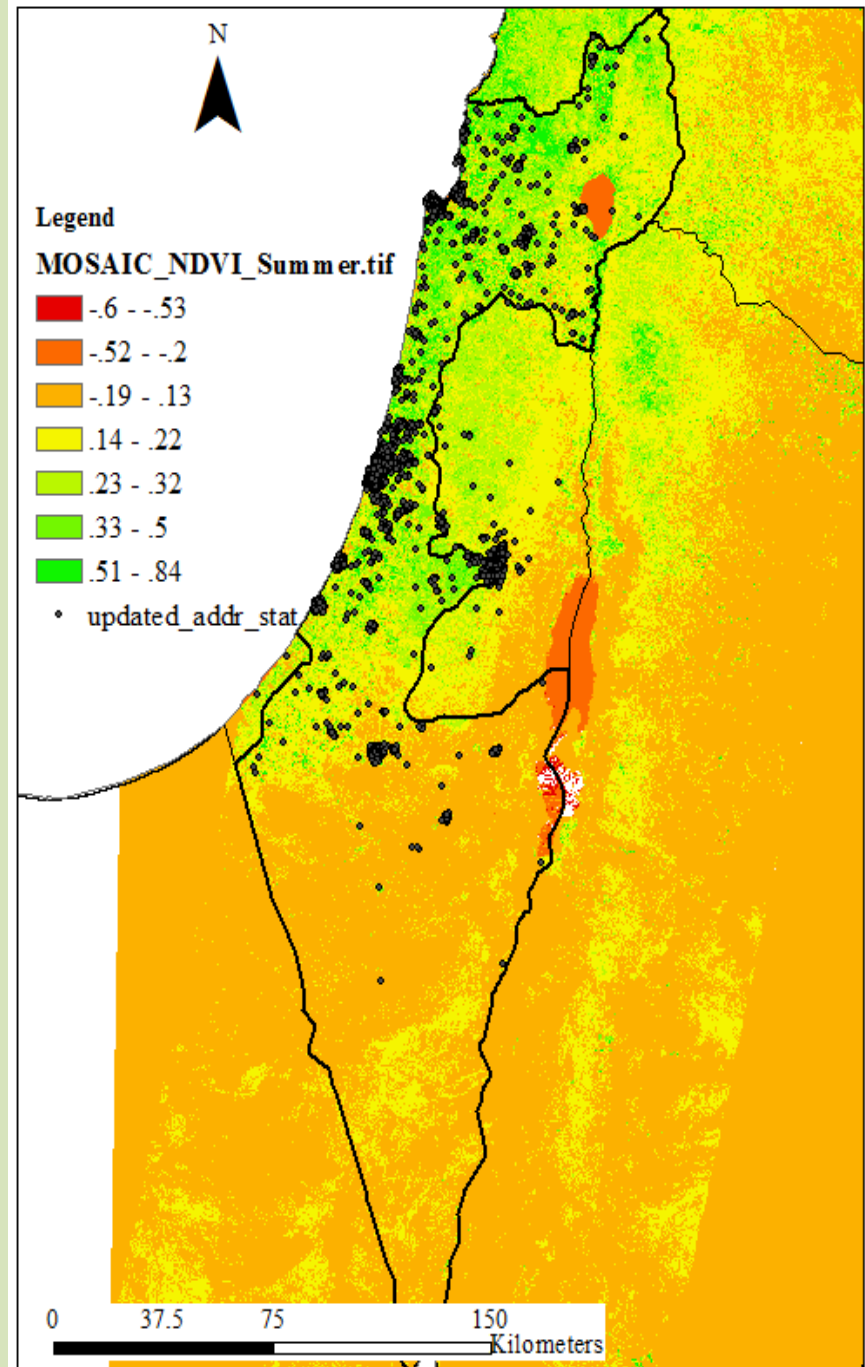 N
Legend
MOSAIC_NDVI_Summer.tif
-.6 - -.53
-.52 - -.2
-.19 - .13
.14 - .22
.23 - .32
.33 - .5
.51 - .84
updated_addr_stat
0 37.5 75 150
Kilometers